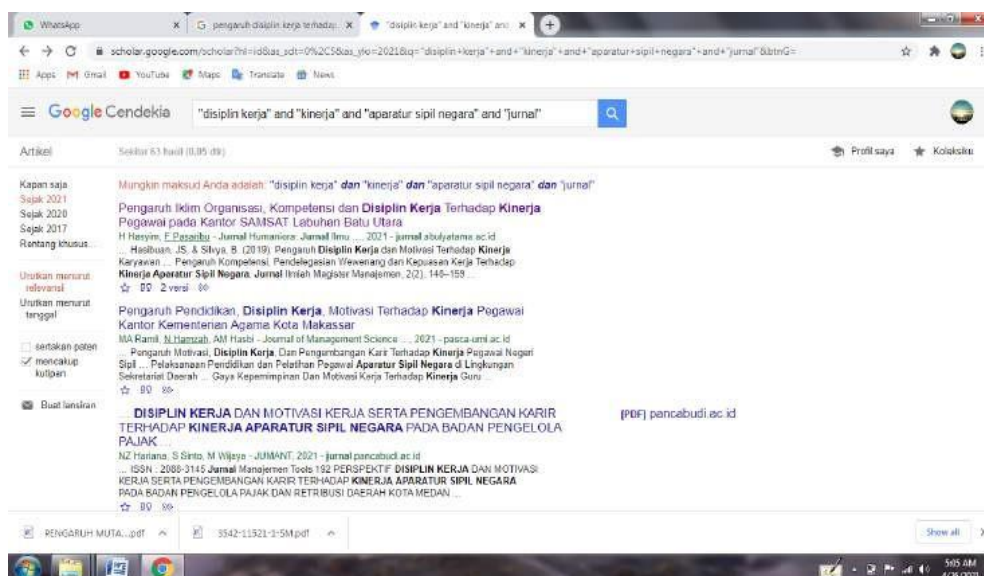 WhatsApp
pengaruh disiplin kerja terhadap
"disiplin kerja" and "kinerja" and
scholar.google.com/scholar?hl=id&as_sdt=0%2C5&as_ylo=2021&q="disiplin+kerja"+and+"kinerja"+and+"aparatur+sipil+negara"+and+"jurnal"&btnG=
Apps Gmail YouTube Maps Translate News
Google Cendekia
"disiplin kerja" and "kinerja" and "aparatur sipil negara" and "jurnal"
Artikel
Sekitar 63 hasil (0,05 dtk)
Profil saya
Koleksiku
Kapan saja
Sejak 2021
Sejak 2020
Sejak 2017
Rentang khusus...
Urutkan menurut
relevansi
Urutkan menurut
tanggal
sertakan paten
mencakup
kutipan
Buat lansiran
Mungkin maksud Anda adalah: "disiplin kerja" dan "kinerja" dan "aparatur sipil negara" dan "jurnal"
Pengaruh Iklim Organisasi, Kompetensi dan Disiplin Kerja Terhadap Kinerja
Pegawai pada Kantor SAMSAT Labuhan Batu Utara
H Hasyim, F Pasaribu - Jurnal Humaniora: Jurnal Ilmu ..., 2021 - jurnal.abulyatama.ac.id
... Hasibuan, JS, & Silvya, B. (2019). Pengaruh Disiplin Kerja dan Motivasi Terhadap Kinerja
Karyawan ... Pengaruh Kompetensi, Pendelegasian Wewenang dan Kepuasan Kerja Terhadap
Kinerja Aparatur Sipil Negara. Jurnal Ilmiah Magister Manajemen, 2(2), 146–159 ...
2 versi
Pengaruh Pendidikan, Disiplin Kerja, Motivasi Terhadap Kinerja Pegawai
Kantor Kementerian Agama Kota Makassar
MA Ramli, N Hamzah, AM Hasbi - Journal of Management Science ..., 2021 - pasca-umi.ac.id
... Pengaruh Motivasi, Disiplin Kerja, Dan Pengembangan Karir Terhadap Kinerja Pegawai Negeri
Sipil ... Pelaksanaan Pendidikan dan Pelatihan Pegawai Aparatur Sipil Negara di Lingkungan
Sekretariat Daerah ... Gaya Kepemimpinan Dan Motivasi Kerja Terhadap Kinerja Guru ...
... DISIPLIN KERJA DAN MOTIVASI KERJA SERTA PENGEMBANGAN KARIR
TERHADAP KINERJA APARATUR SIPIL NEGARA PADA BADAN PENGELOLA
PAJAK ...
NZ Hariana, S Sinto, M Wijaya - JUMANT, 2021 - jurnal.pancabudi.ac.id
... ISSN : 2088-3145 Jurnal Manajemen Tools 192 PERSPEKTIF DISIPLIN KERJA DAN MOTIVASI
KERJA SERTA PENGEMBANGAN KARIR TERHADAP KINERJA APARATUR SIPIL NEGARA
PADA BADAN PENGELOLA PAJAK DAN RETRIBUSI DAERAH KOTA MEDAN ...
[PDF] pancabudi.ac.id
PENGARUH MUTA....pdf
3542-11521-1-SM.pdf
Show all
5:05 AM